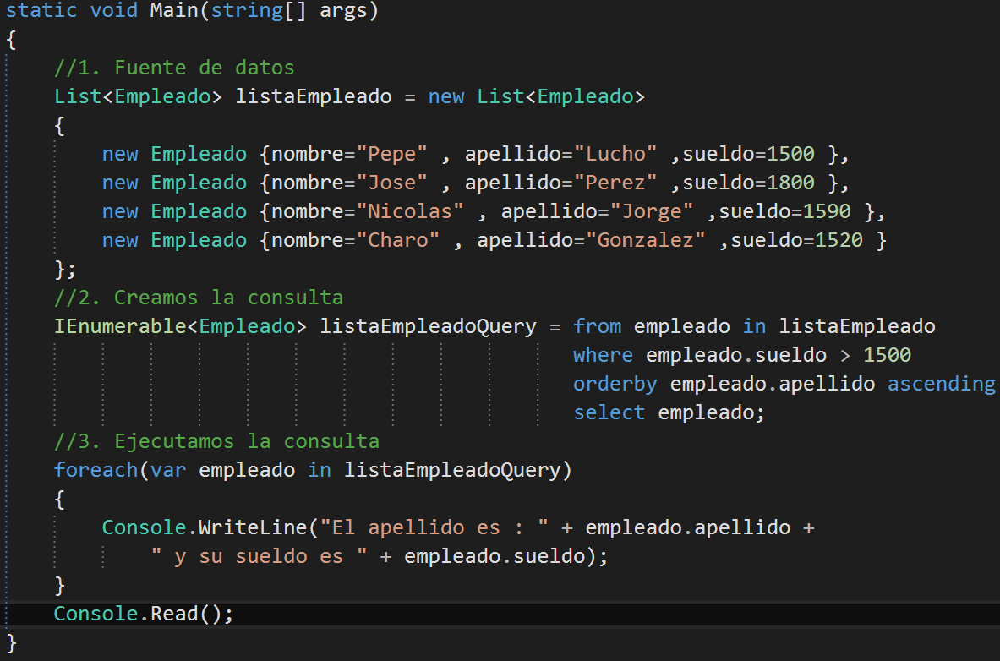 static void Main(string[] args)
{
//1. Fuente de datos
List<Empleado> listaEmpleado = new List<Empleado>
{
new Empleado {nombre="Pepe" , apellido="Lucho" ,sueldo=1500 },
new Empleado {nombre="Jose" , apellido="Perez" ,sueldo=1800 },
new Empleado {nombre="Nicolas" , apellido="Jorge" ,sueldo=1590 },
new Empleado {nombre="Charo" , apellido="Gonzalez" ,sueldo=1520 }
};
//2. Creamos la consulta
IEnumerable<Empleado> listaEmpleadoQuery = from empleado in listaEmpleado
where empleado.sueldo > 1500
orderby empleado.apellido ascending
select empleado;
//3. Ejecutamos la consulta
foreach(var empleado in listaEmpleadoQuery)
{
Console.WriteLine("El apellido es : " + empleado.apellido +
" y su sueldo es " + empleado.sueldo);
}
Console.Read();
}